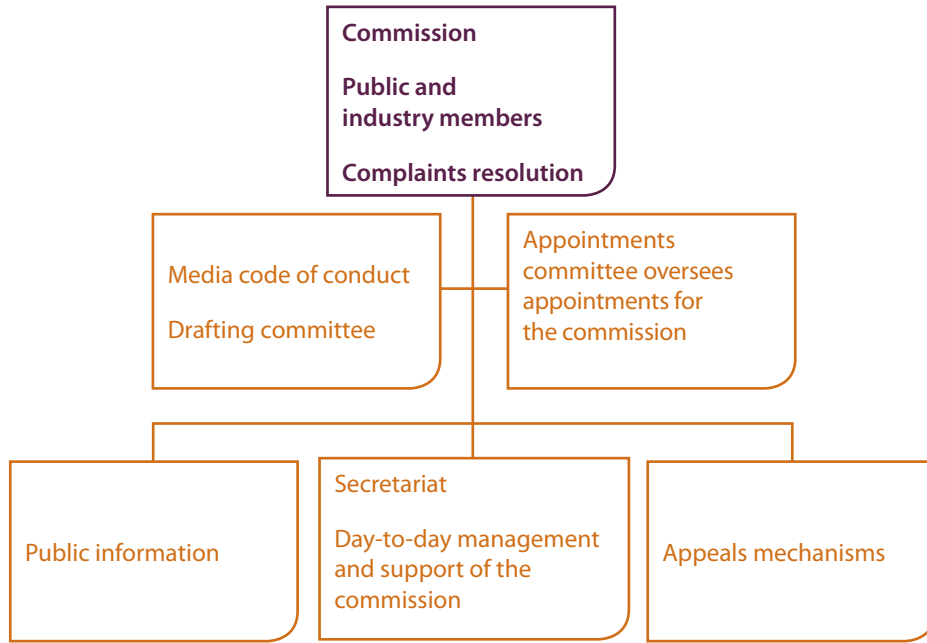 Commission
Public and
industry members
Complaints resolution
Media code of conduct
Drafting committee
Appointments
committee oversees
appointments for
the commission
Public information
Secretariat
Day-to-day management
and support of the
commission
Appeals mechanisms